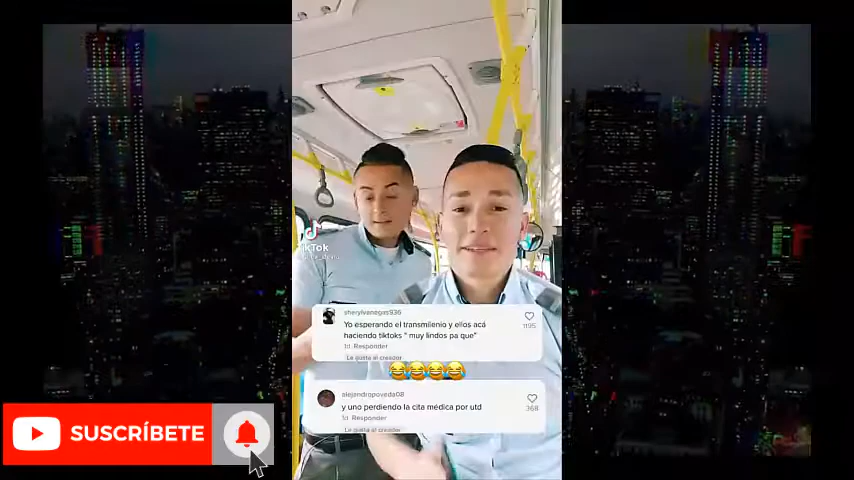 TikTok
sherylvanegas936
Yo esperando el transmilenio y ellos acá
haciendo tiktoks " muy lindos pa que"
1195
1d Responder
Le gusta al creador
alejandropoveda08
y uno perdiendo la cita médica por utd
368
1d Responder
Le gusta al creador
SUSCRÍBETE